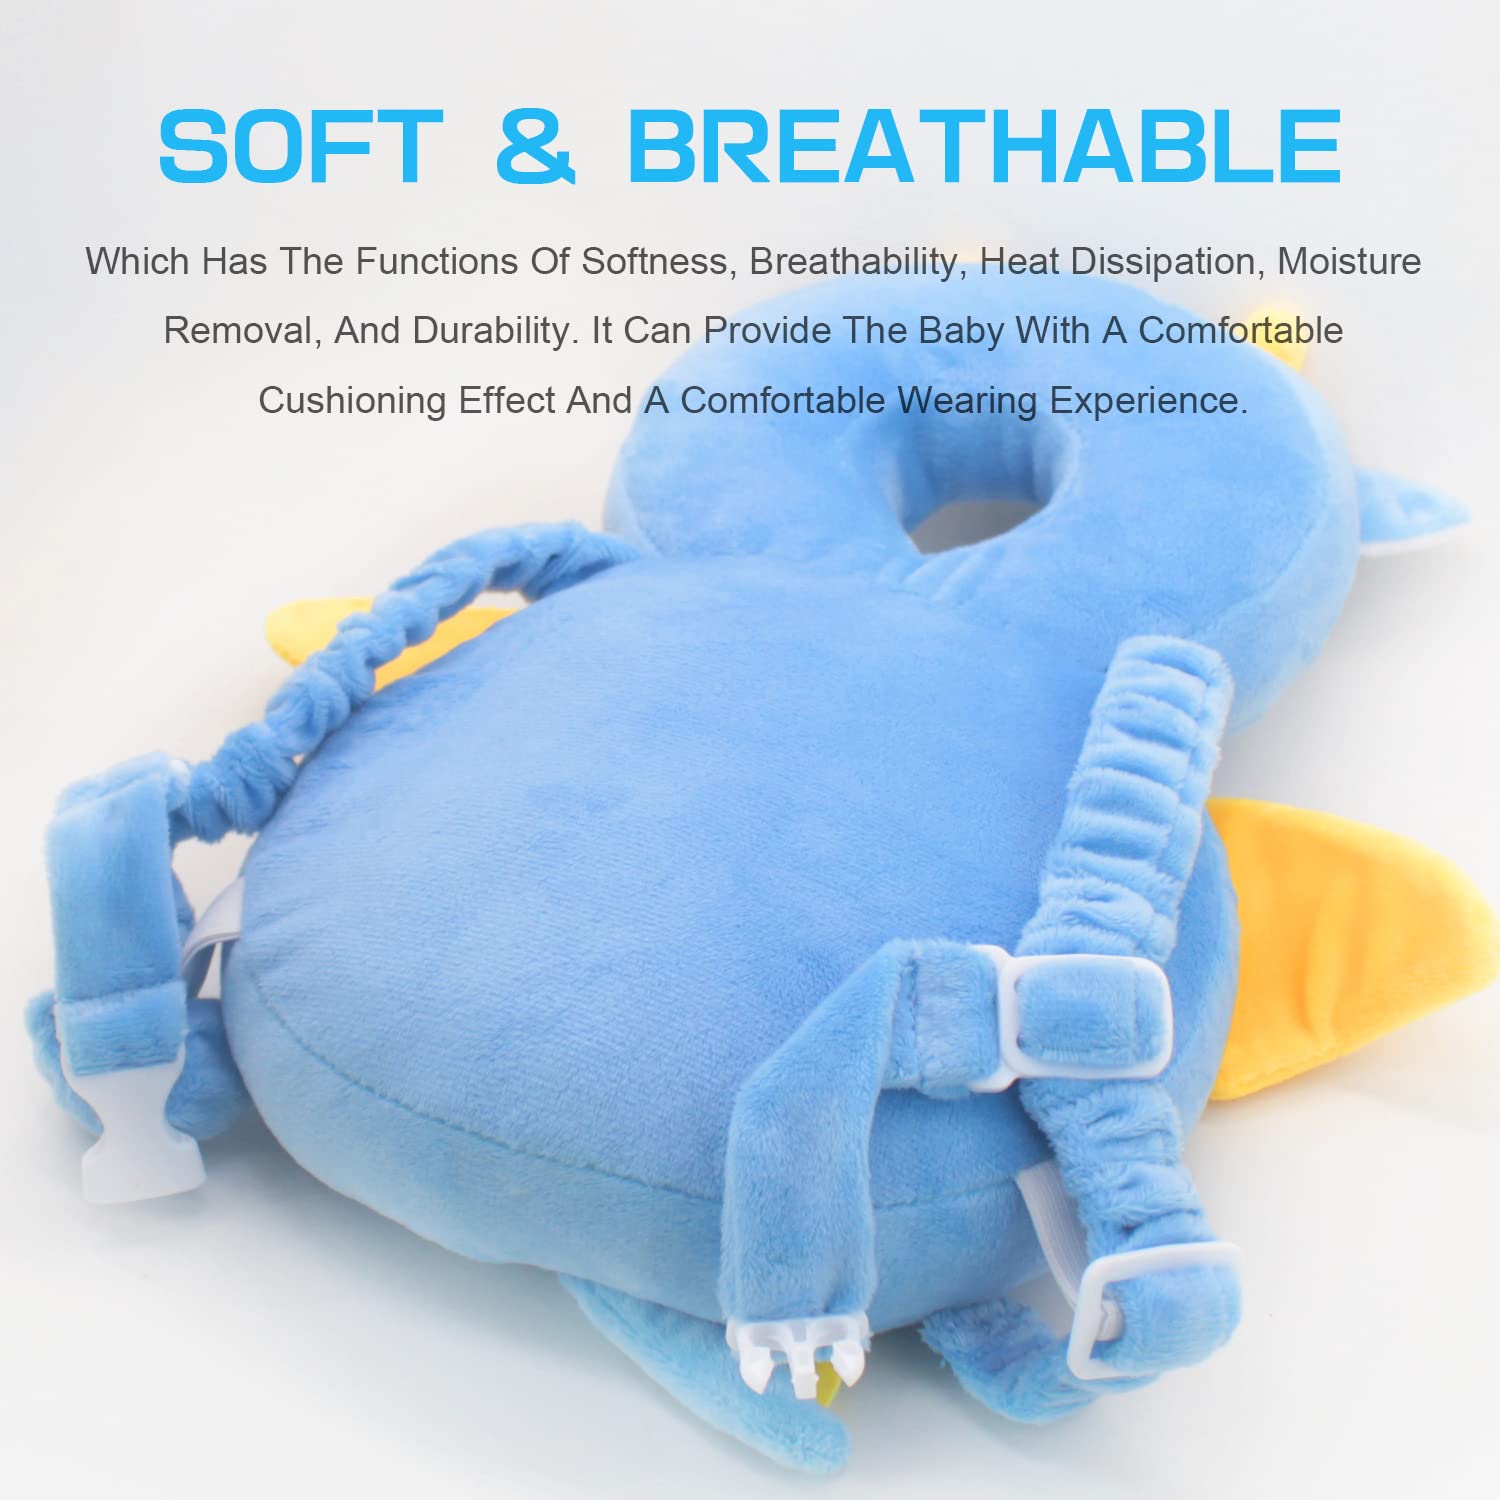 SOFT & BREATHABLE
Which Has The Functions Of Softness, Breathability, Heat Dissipation, Moisture
Removal, And Durability. It Can Provide The Baby With A Comfortable
Cushioning Effect And A Comfortable Wearing Experience.